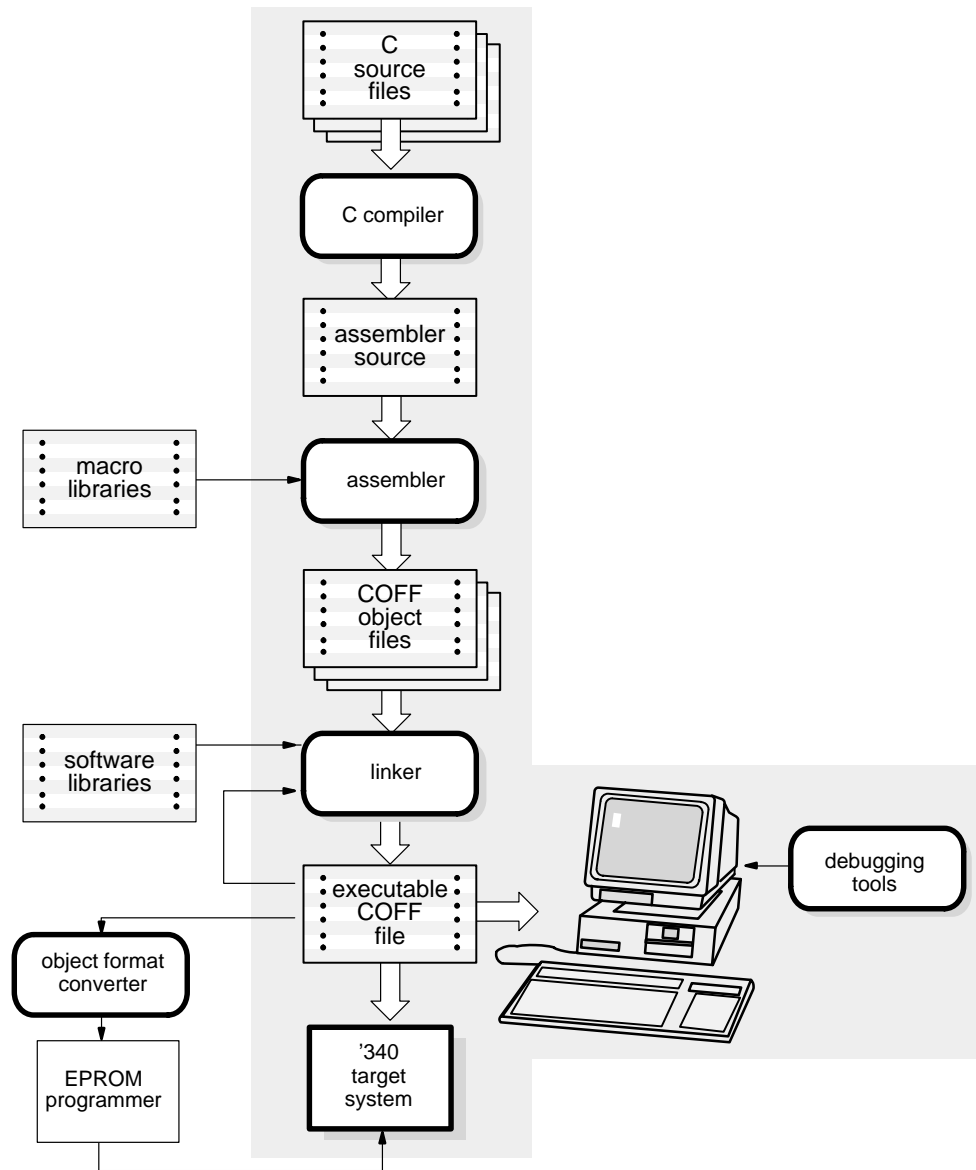 C
source
files
C compiler
assembler
source
macro
libraries
assembler
COFF
object
files
software
libraries
linker
executable
COFF
file
debugging
tools
object format
converter
’340
target
system
EPROM
programmer